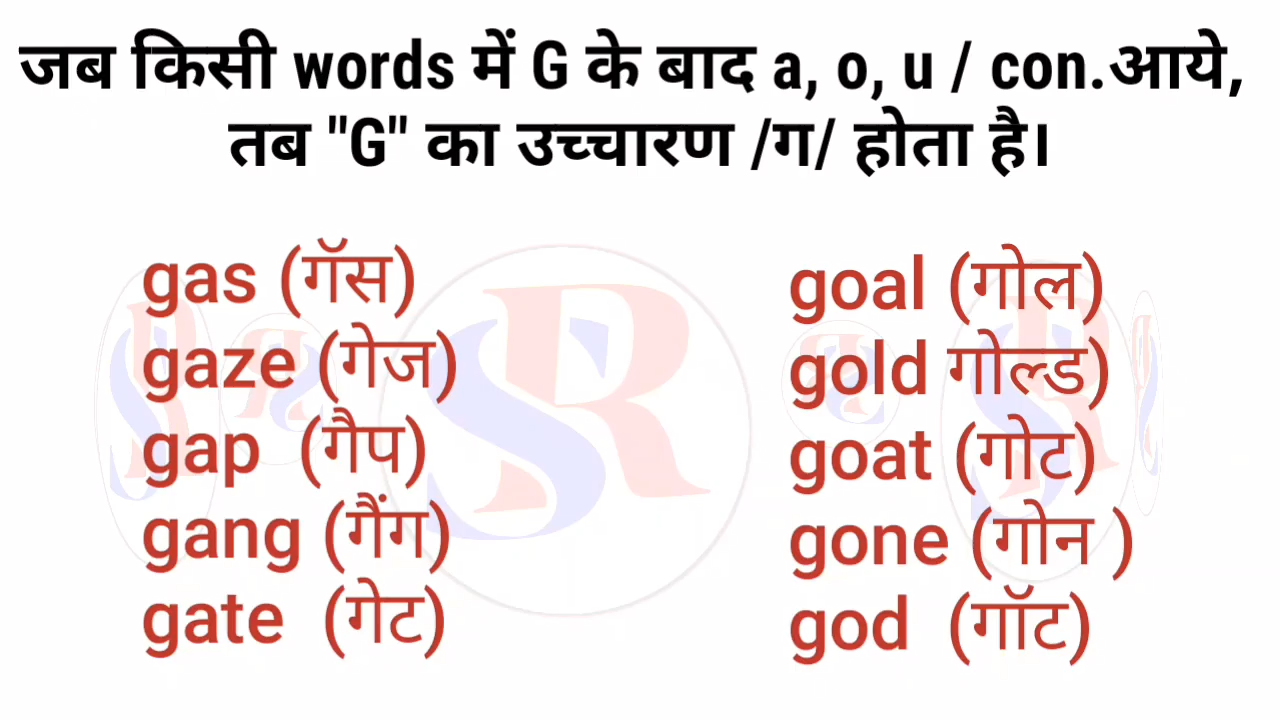 जब किसी words में G के बाद a, o, u / con.आये,
तब "G" का उच्चारण /ग/ होता है।
gas (गॅस)
gaze (गेज)
gap (गैप)
gang (गैंग)
gate (गेट)
goal (गोल)
gold गोल्ड)
goat (गोट)
gone (गोन )
god (गॉट)